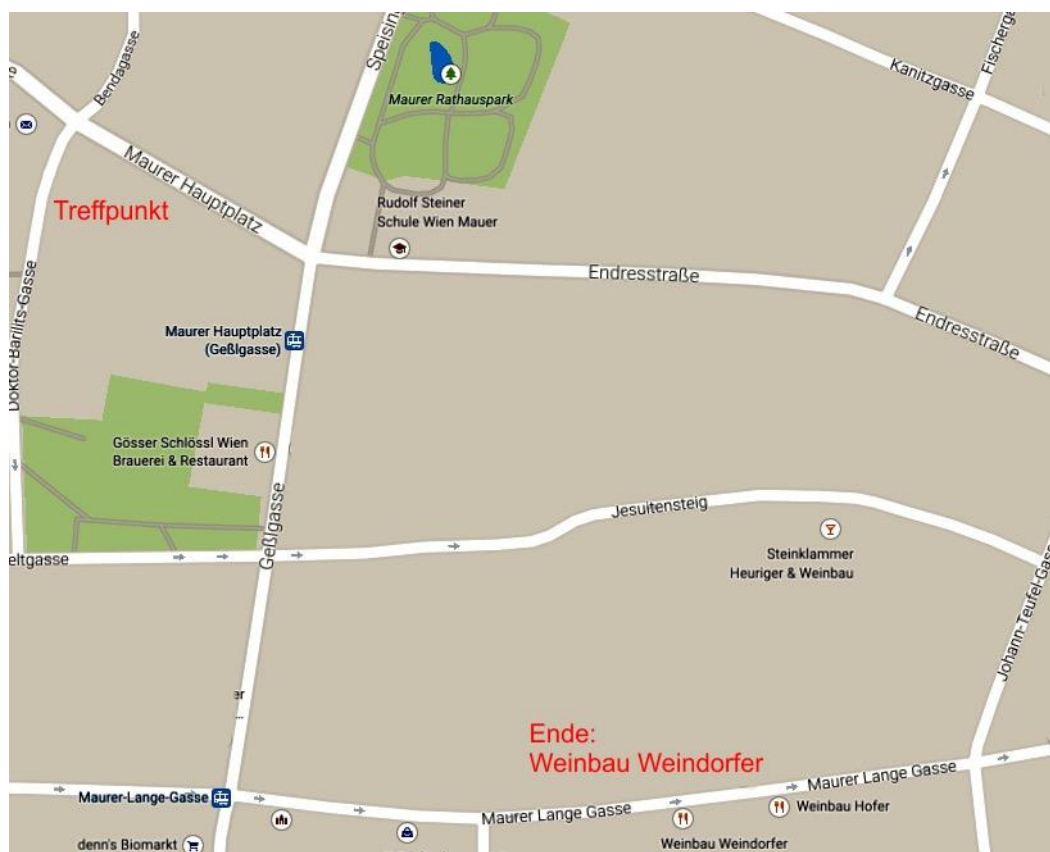 Speisin
Bendagasse
Maurer Rathauspark
Kanitzgasse
Fischerga
Maurer Hauptplatz
Treffpunkt
Rudolf Steiner
Schule Wien Mauer
Endresstraße
Endresstraße
Doktor-Barilits-Gasse
Maurer Hauptplatz
(Geßlgasse)
Gösser Schlössl Wien
Brauerei & Restaurant
Geßlgasse
Jesuitensteig
Steinklammer
Heuriger & Weinbau
eltgasse
Johann-Teufel-Gasse
er
...
Ende:
Weinbau Weindorfer
Maurer Lange Gasse
Maurer-Lange-Gasse
Maurer Lange Gasse
Weinbau Hofer
denn's Biomarkt
Weinbau Weindorfer